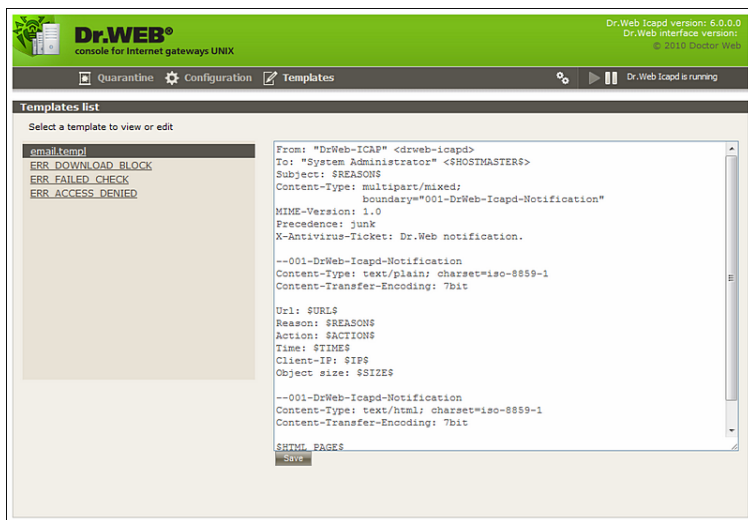 Dr.Web Icapd version: 6.0.0.0
Dr.Web interface version:
© 2010 Doctor Web
Dr.WEB®
console for Internet gateways UNIX
Quarantine Configuration Templates Dr.Web Icapd is running
Templates list
Select a template to view or edit
email.templ
ERR_DOWNLOAD_BLOCK
ERR_FAILED_CHECK
ERR_ACCESS_DENIED
From: "DrWeb-ICAP" <drweb-icapd>
To: "System Administrator" <$HOSTMASTER$>
Subject: $REASON$
Content-Type: multipart/mixed;
boundary="001-DrWeb-Icapd-Notification"
MIME-Version: 1.0
Precedence: junk
X-Antivirus-Ticket: Dr.Web notification.
--001-DrWeb-Icapd-Notification
Content-Type: text/plain; charset=iso-8859-1
Content-Transfer-Encoding: 7bit
Url: $URL$
Reason: $REASON$
Action: $ACTION$
Time: $TIME$
Client-IP: $IP$
Object size: $SIZE$
--001-DrWeb-Icapd-Notification
Content-Type: text/html; charset=iso-8859-1
Content-Transfer-Encoding: 7bit
$HTML_PAGE$
Save